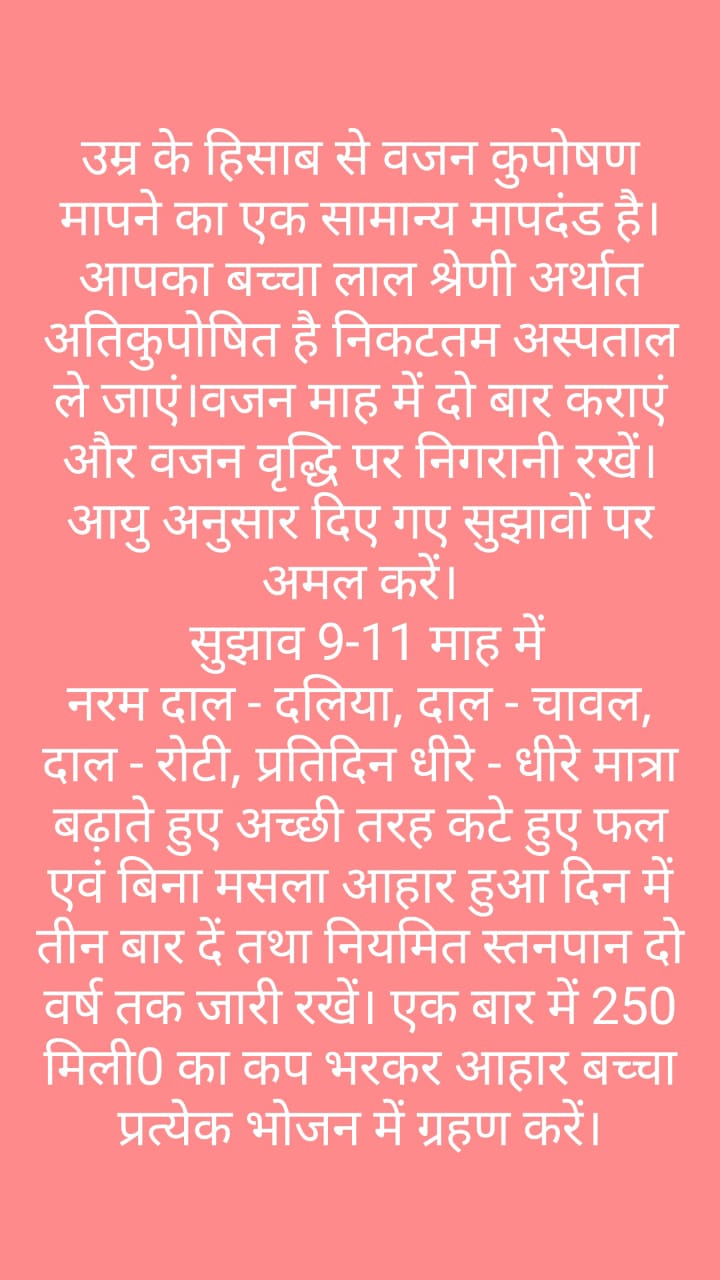 उम्र के हिसाब से वजन कुपोषण
मापने का एक सामान्य मापदंड है।
आपका बच्चा लाल श्रेणी अर्थात
अतिकुपोषित है निकटतम अस्पताल
ले जाएं।वजन माह में दो बार कराएं
और वजन वृद्धि पर निगरानी रखें।
आयु अनुसार दिए गए सुझावों पर
अमल करें।
सुझाव 9-11 माह में
नरम दाल - दलिया, दाल - चावल,
दाल - रोटी, प्रतिदिन धीरे - धीरे मात्रा
बढ़ाते हुए अच्छी तरह कटे हुए फल
एवं बिना मसला आहार हुआ दिन में
तीन बार दें तथा नियमित स्तनपान दो
वर्ष तक जारी रखें। एक बार में 250
मिली0 का कप भरकर आहार बच्चा
प्रत्येक भोजन में ग्रहण करें।